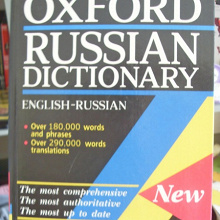 OXFORD
RUSSIAN
DICTIONARY
ENGLISH-RUSSIAN
• Over 180,000 words
and phrases
• Over 290,000 words
translations
The most comprehensive
The most authoritative
The most up to date
New